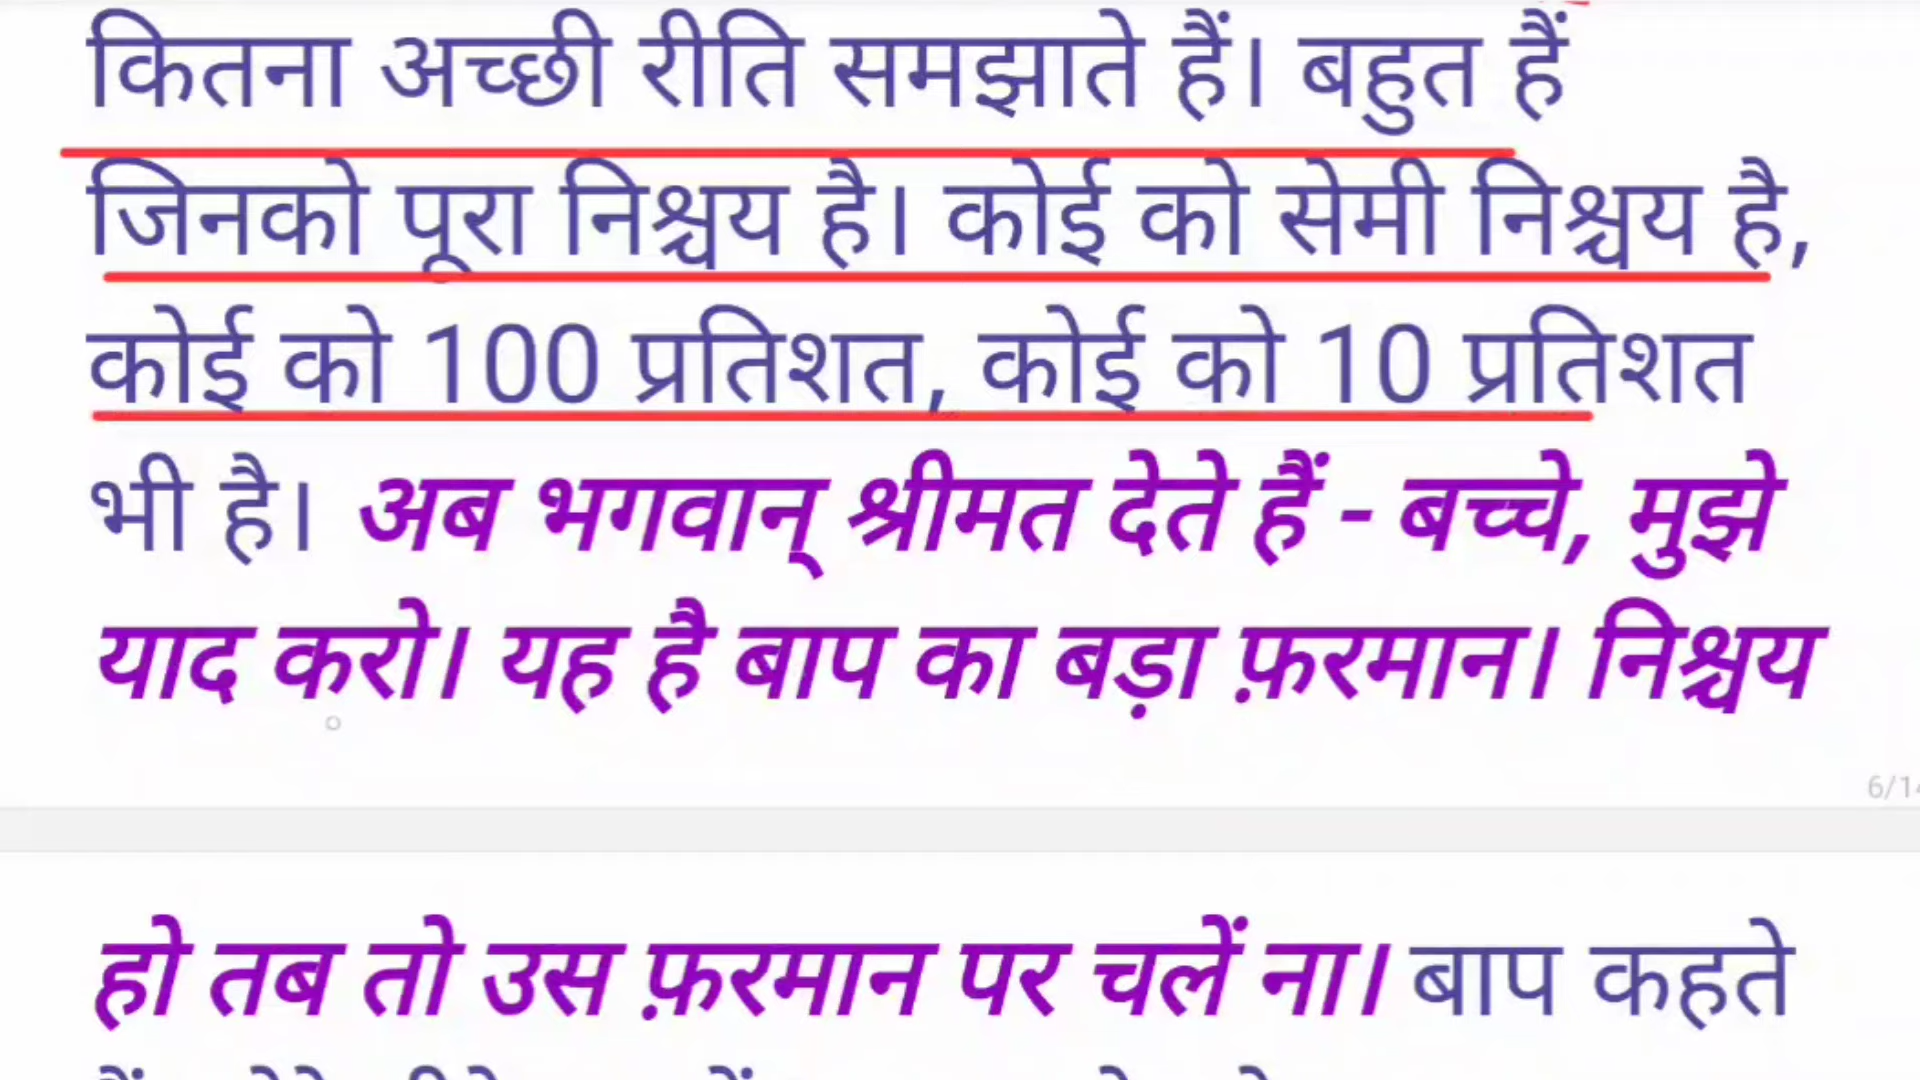 कितना अच्छी रीति समझाते हैं। बहुत हैं
जिनको पूरा निश्चय है। कोई को सेमी निश्चय है,
कोई को 100 प्रतिशत, कोई को 10 प्रतिशत
भी है। अब भगवान् श्रीमत देते हैं - बच्चे, मुझे
याद करो। यह है बाप का बड़ा फ़रमान। निश्चय
हो तब तो उस फ़रमान पर चलें ना। बाप कहते